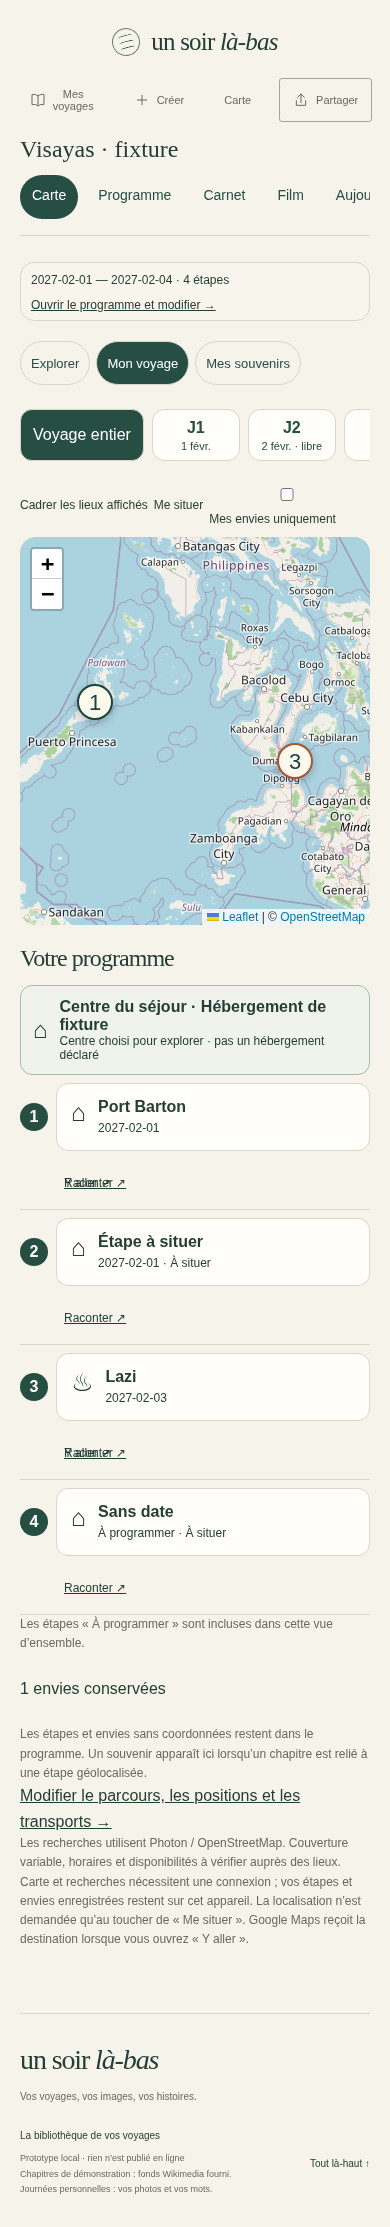 un soir là-bas
Mes
voyages
Créer
Carte
Partager
Visayas · fixture
Carte
Programme
Carnet
Film
Aujou
2027-02-01 — 2027-02-04 · 4 étapes
Ouvrir le programme et modifier →
Explorer
Mon voyage
Mes souvenirs
Voyage entier
J1
1 févr.
J2
2 févr. · libre
Cadrer les lieux affichés
Me situer
Mes envies uniquement
+
−
Batangas City
Calapan
Philippines
Legazpi
Sorsogon
City
Roxas
City
Catbaloga
Tacloba
Palawan
Bogo
Bacolod
Ormoc
Cebu City
Su
1
Kabankalan
Puerto Princesa
Tagbilaran
Duma
3
Dipolog
B
Cagayan de
Oro
Pagadian
Minda
Zamboanga
City
Da
Cotabato
City
General
Sulu
Sandakan
Leaflet | © OpenStreetMap
Votre programme
Centre du séjour · Hébergement de
fixture
Centre choisi pour explorer · pas un hébergement
déclaré
1
Port Barton
2027-02-01
Raconter ↗
2
Étape à situer
2027-02-01 · À situer
Raconter ↗
3
Lazi
2027-02-03
Raconter ↗
4
Sans date
À programmer · À situer
Raconter ↗
Les étapes « À programmer » sont incluses dans cette vue
d’ensemble.
1 envies conservées
Les étapes et envies sans coordonnées restent dans le
programme. Un souvenir apparaît ici lorsqu’un chapitre est relié à
une étape géolocalisée.
Modifier le parcours, les positions et les
transports →
Les recherches utilisent Photon / OpenStreetMap. Couverture
variable, horaires et disponibilités à vérifier auprès des lieux.
Carte et recherches nécessitent une connexion ; vos étapes et
envies enregistrées restent sur cet appareil. La localisation n’est
demandée qu’au toucher de « Me situer ». Google Maps reçoit la
destination lorsque vous ouvrez « Y aller ».
un soir là-bas
Vos voyages, vos images, vos histoires.
La bibliothèque de vos voyages
Prototype local · rien n’est publié en ligne
Chapitres de démonstration : fonds Wikimedia fourni.
Journées personnelles : vos photos et vos mots.
Tout là-haut ↑